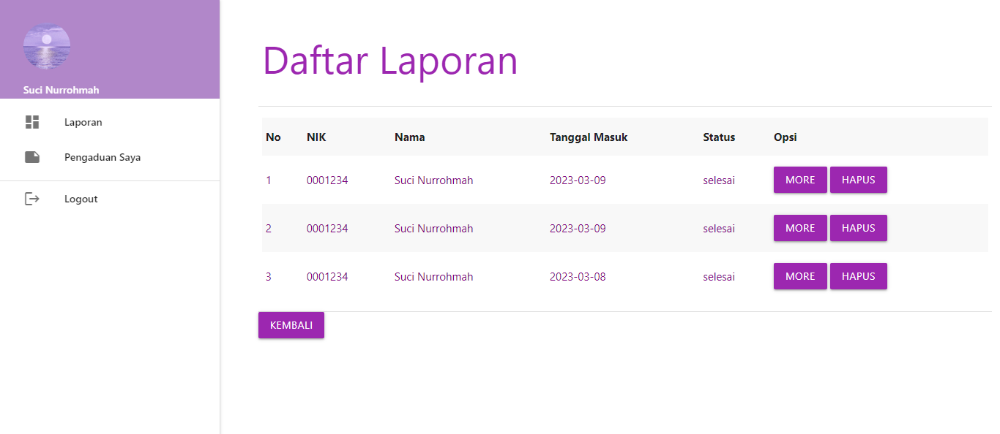 Suci Nurrohmah
Laporan
Pengaduan Saya
Logout
Daftar Laporan
No NIK Nama Tanggal Masuk Status Opsi
1 0001234 Suci Nurrohmah 2023-03-09 selesai MORE HAPUS
2 0001234 Suci Nurrohmah 2023-03-09 selesai MORE HAPUS
3 0001234 Suci Nurrohmah 2023-03-08 selesai MORE HAPUS
KEMBALI